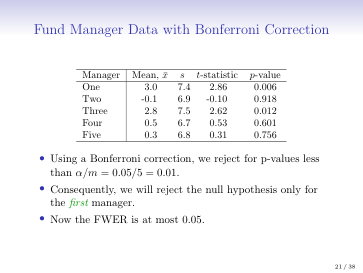 Fund Manager Data with Bonferroni Correction
Manager Mean, x̄ s t-statistic p-value
One 3.0 7.4 2.86 0.006
Two -0.1 6.9 -0.10 0.918
Three 2.8 7.5 2.62 0.012
Four 0.5 6.7 0.53 0.601
Five 0.3 6.8 0.31 0.756
• Using a Bonferroni correction, we reject for p-values less
than α/m = 0.05/5 = 0.01.
• Consequently, we will reject the null hypothesis only for
the first manager.
• Now the FWER is at most 0.05.
21 / 38